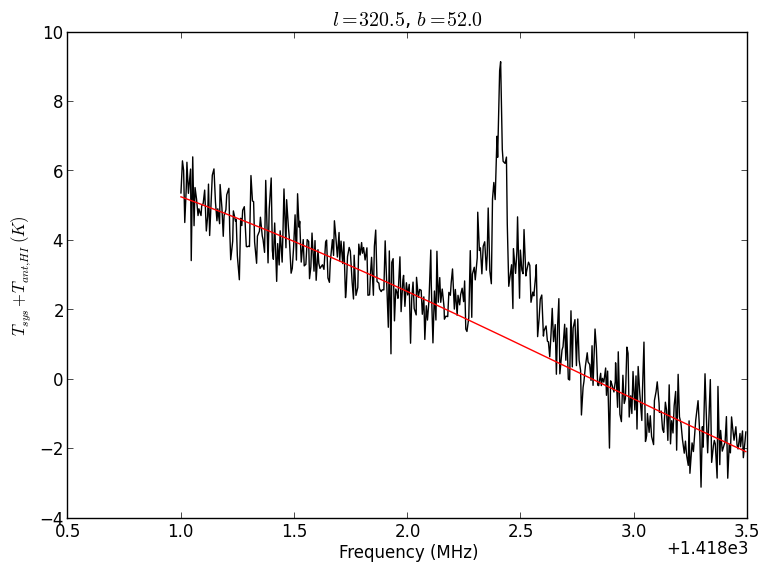 l = 320.5, b = 52.0
10
8
6
4
2
0
−2
−4
T_sys + T_ant,HI (K)
0.5 1.0 1.5 2.0 2.5 3.0 3.5
Frequency (MHz)
+1.418e3